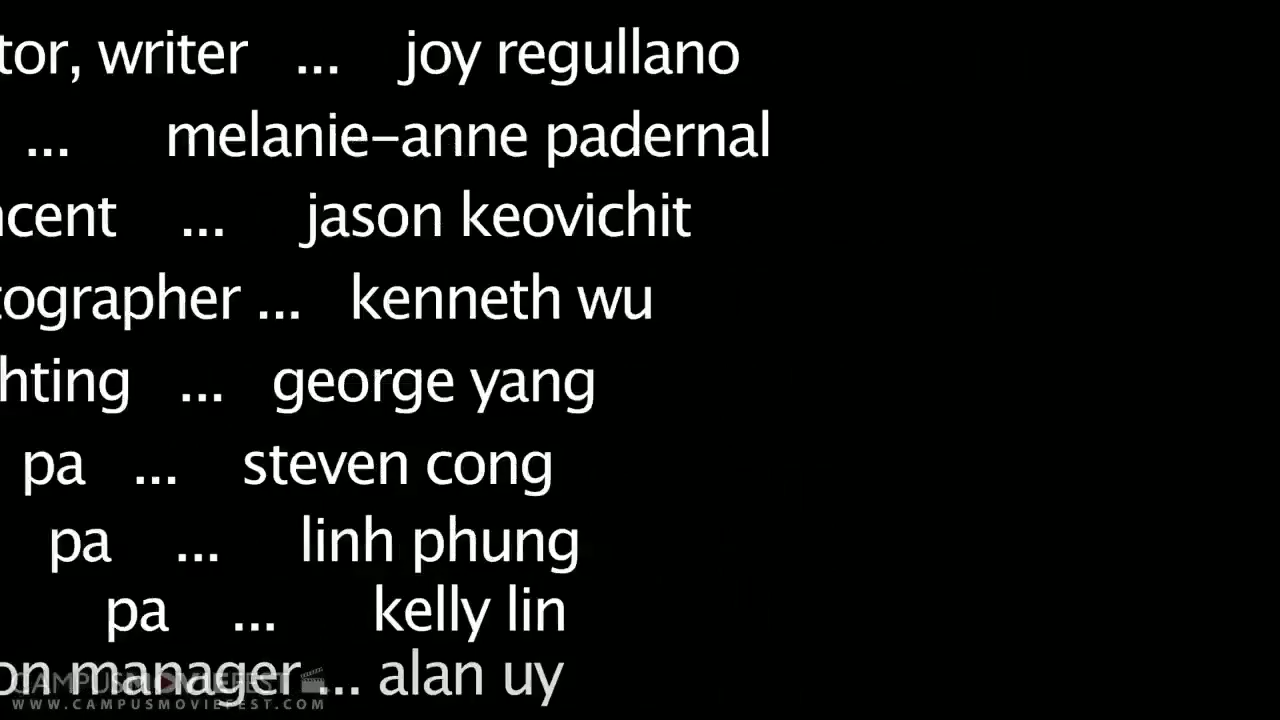 tor, writer ... joy regullano
... melanie-anne padernal
ncent ... jason keovichit
tographer ... kenneth wu
hting ... george yang
pa ... steven cong
pa ... linh phung
pa ... kelly lin
on manager ... alan uy
CAMPUSMOVIEFEST
WWW.CAMPUSMOVIEFEST.COM